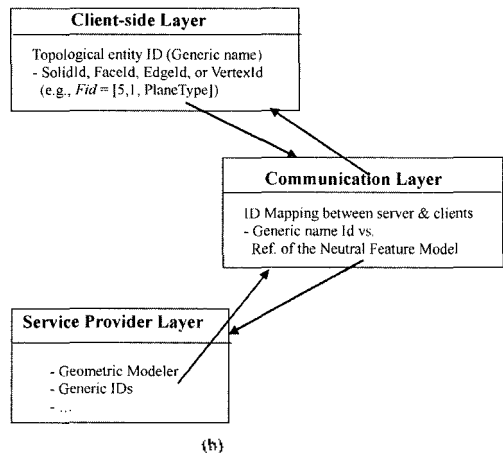 Client-side Layer
Topological entity ID (Generic name)
- SolidId, FaceId, EdgeId, or VertexId
(e.g., Fid = [5,1, PlaneType])
Communication Layer
ID Mapping between server & clients
- Generic name Id vs.
Ref. of the Neutral Feature Model
Service Provider Layer
- Geometric Modeler
- Generic IDs
- ...
(b)